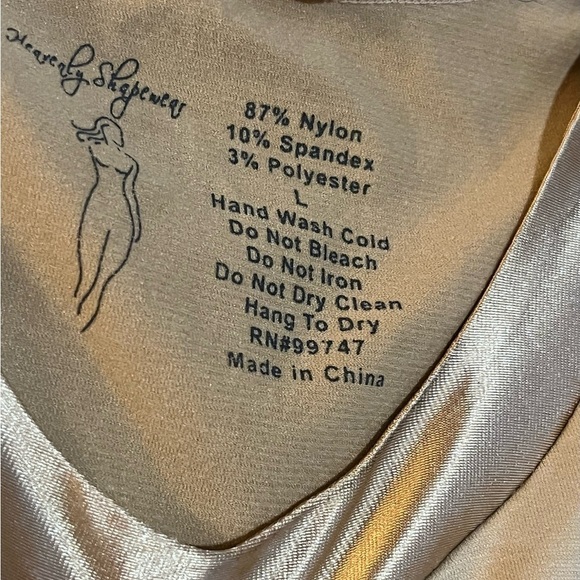 Heavenly Shapewear
87% Nylon
10% Spandex
3% Polyester
L
Hand Wash Cold
Do Not Bleach
Do Not Iron
Do Not Dry Clean
Hang To Dry
RN#99747
Made in China